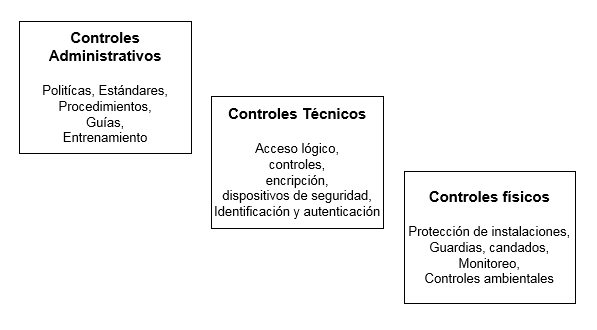 Controles
Administrativos
Politícas, Estándares,
Procedimientos,
Guías,
Entrenamiento
Controles Técnicos
Acceso lógico,
controles,
encripción,
dispositivos de seguridad,
Identificación y autenticación
Controles físicos
Protección de instalaciones,
Guardias, candados,
Monitoreo,
Controles ambientales